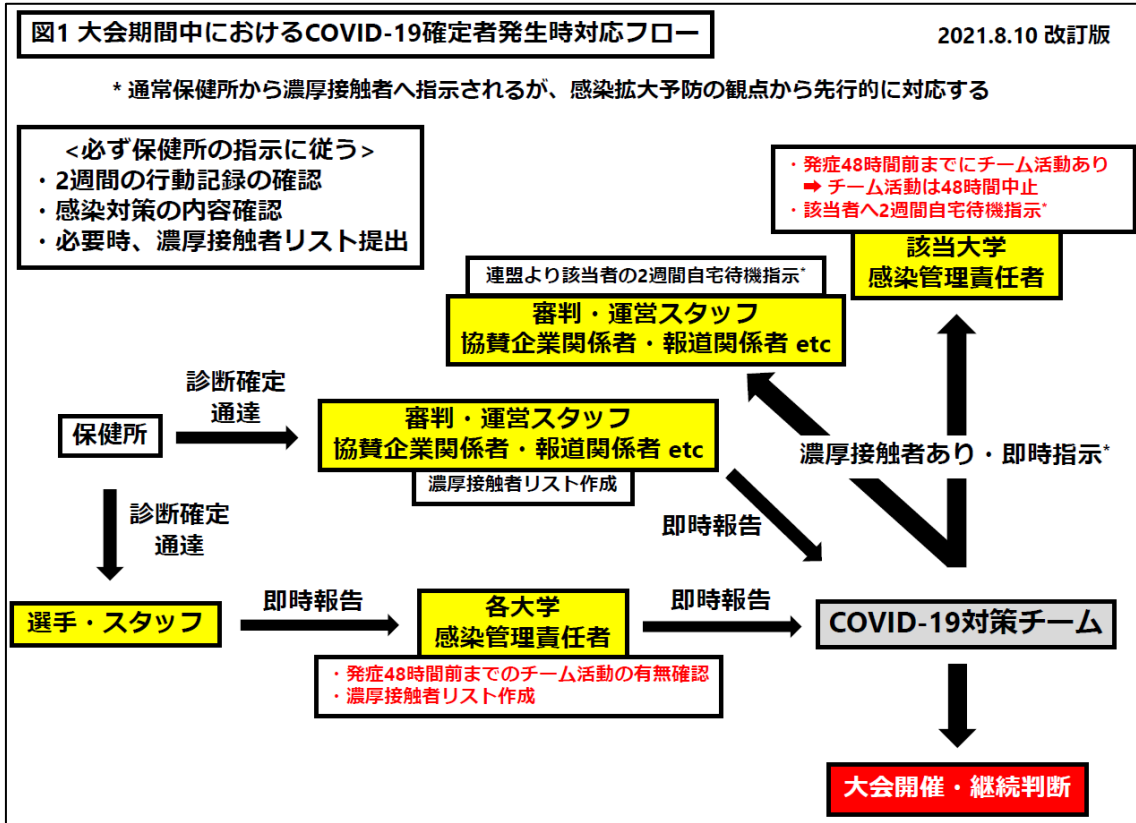 図1 大会期間中におけるCOVID-19確定者発生時対応フロー
2021.8.10 改訂版
* 通常保健所から濃厚接触者へ指示されるが、感染拡大予防の観点から先行的に対応する
<必ず保健所の指示に従う>
・2週間の行動記録の確認
・感染対策の内容確認
・必要時、濃厚接触者リスト提出
・発症48時間前までにチーム活動あり
➡ チーム活動は48時間中止
・該当者へ2週間自宅待機指示*
該当大学
感染管理責任者
連盟より該当者の2週間自宅待機指示*
審判・運営スタッフ
協賛企業関係者・報道関係者 etc
診断確定
通達
保健所
審判・運営スタッフ
協賛企業関係者・報道関係者 etc
濃厚接触者リスト作成
濃厚接触者あり・即時指示*
診断確定
通達
即時報告
選手・スタッフ
即時報告
各大学
感染管理責任者
・発症48時間前までのチーム活動の有無確認
・濃厚接触者リスト作成
即時報告
COVID-19対策チーム
大会開催・継続判断